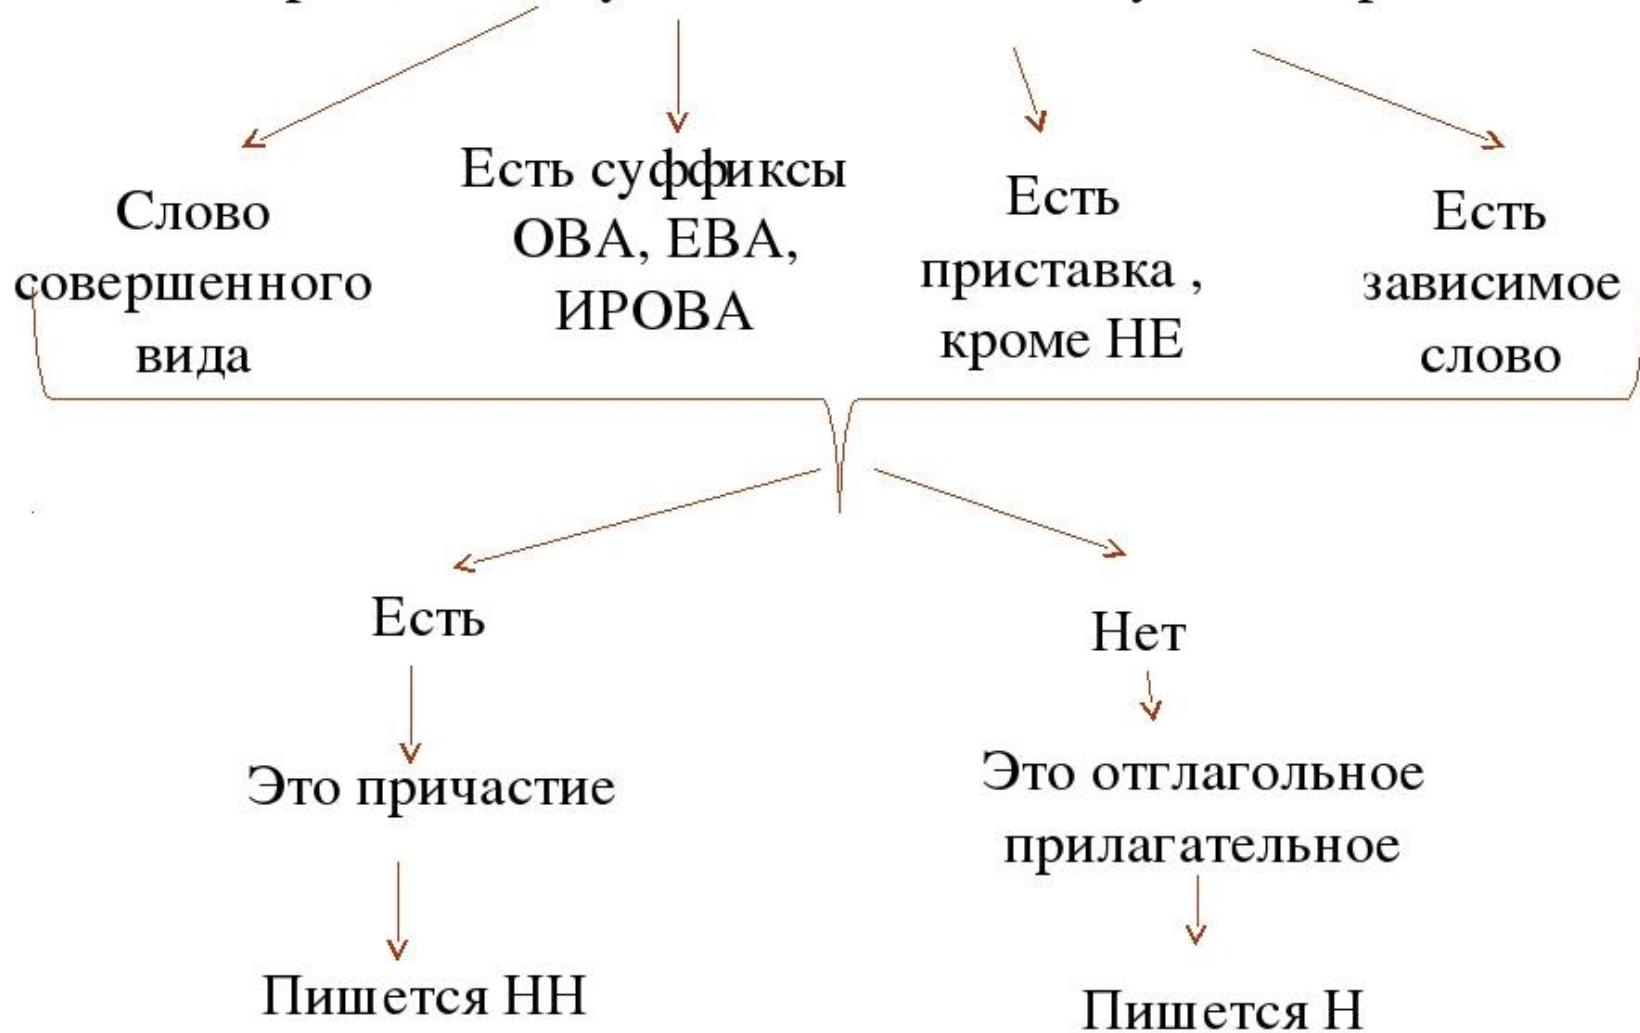 Слово
совершенного
вида
Есть суффиксы
ОВА, ЕВА,
ИРОВА
Есть
приставка ,
кроме НЕ
Есть
зависимое
слово
Есть
Нет
Это причастие
Это отглагольное
прилагательное
Пишется НН
Пишется Н